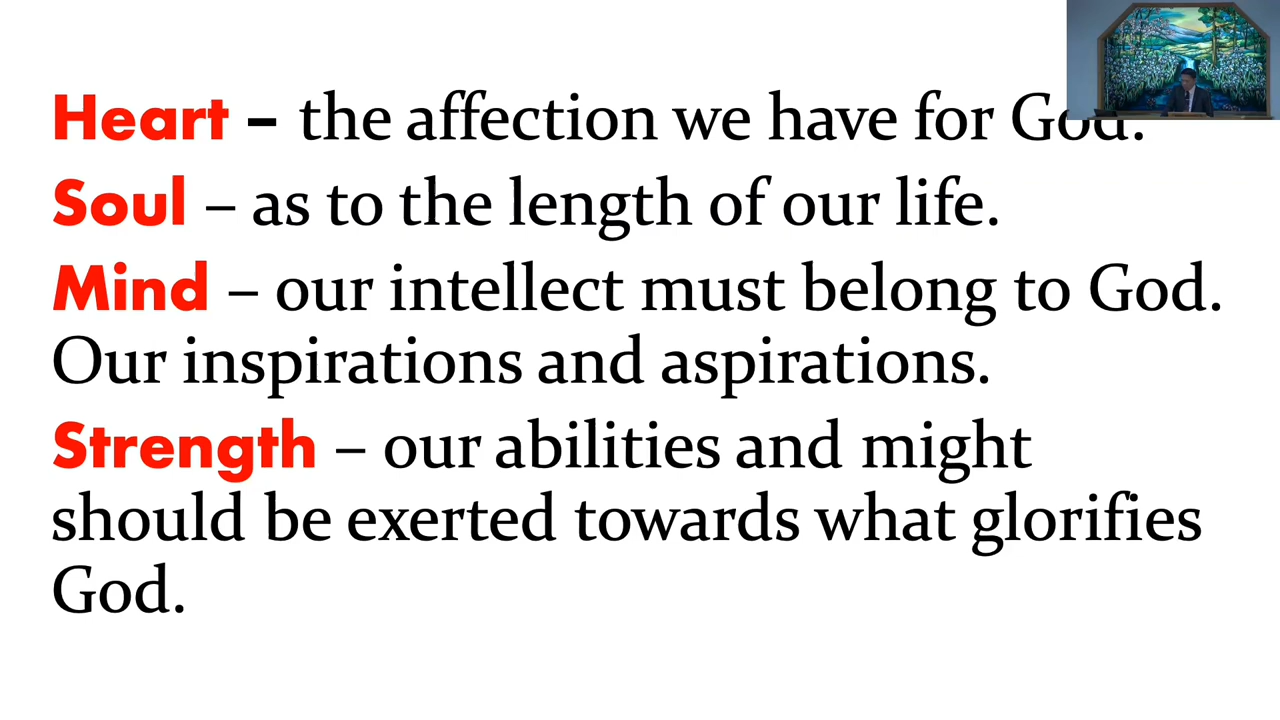 Heart – the affection we have for God.
Soul – as to the length of our life.
Mind – our intellect must belong to God.
Our inspirations and aspirations.
Strength – our abilities and might
should be exerted towards what glorifies
God.